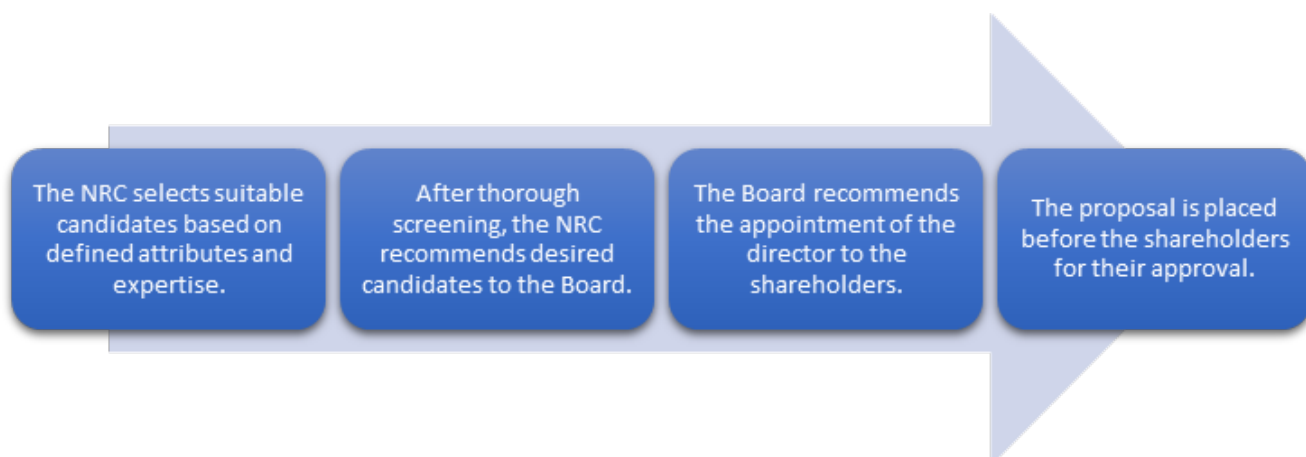 The NRC selects suitable
candidates based on
defined attributes and
expertise.
After thorough
screening, the NRC
recommends desired
candidates to the Board.
The Board recommends
the appointment of the
director to the
shareholders.
The proposal is placed
before the shareholders
for their approval.